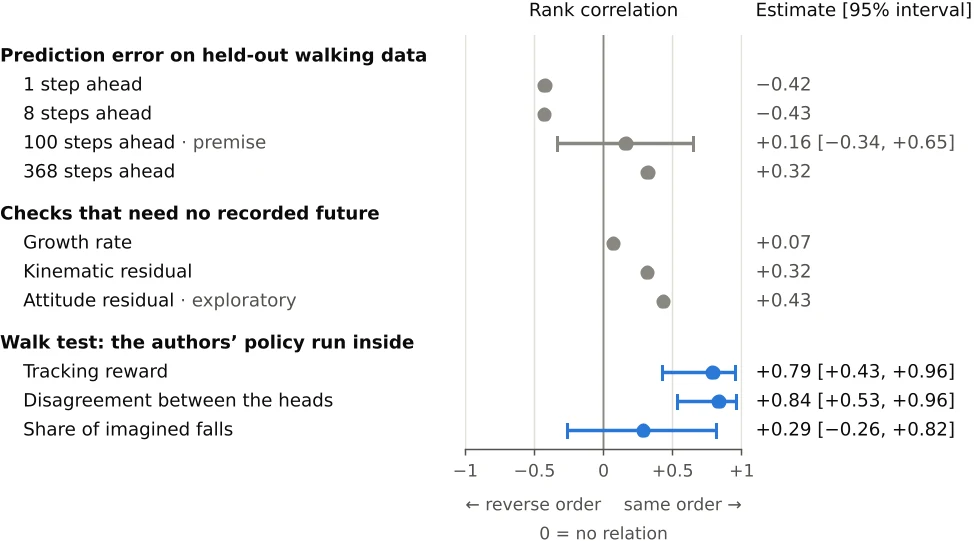 Rank correlation Estimate [95% interval]
Prediction error on held-out walking data
1 step ahead −0.42
8 steps ahead −0.43
100 steps ahead · premise +0.16 [−0.34, +0.65]
368 steps ahead +0.32
Checks that need no recorded future
Growth rate +0.07
Kinematic residual +0.32
Attitude residual · exploratory +0.43
Walk test: the authors’ policy run inside
Tracking reward +0.79 [+0.43, +0.96]
Disagreement between the heads +0.84 [+0.53, +0.96]
Share of imagined falls +0.29 [−0.26, +0.82]
−1 −0.5 0 +0.5 +1
← reverse order same order →
0 = no relation